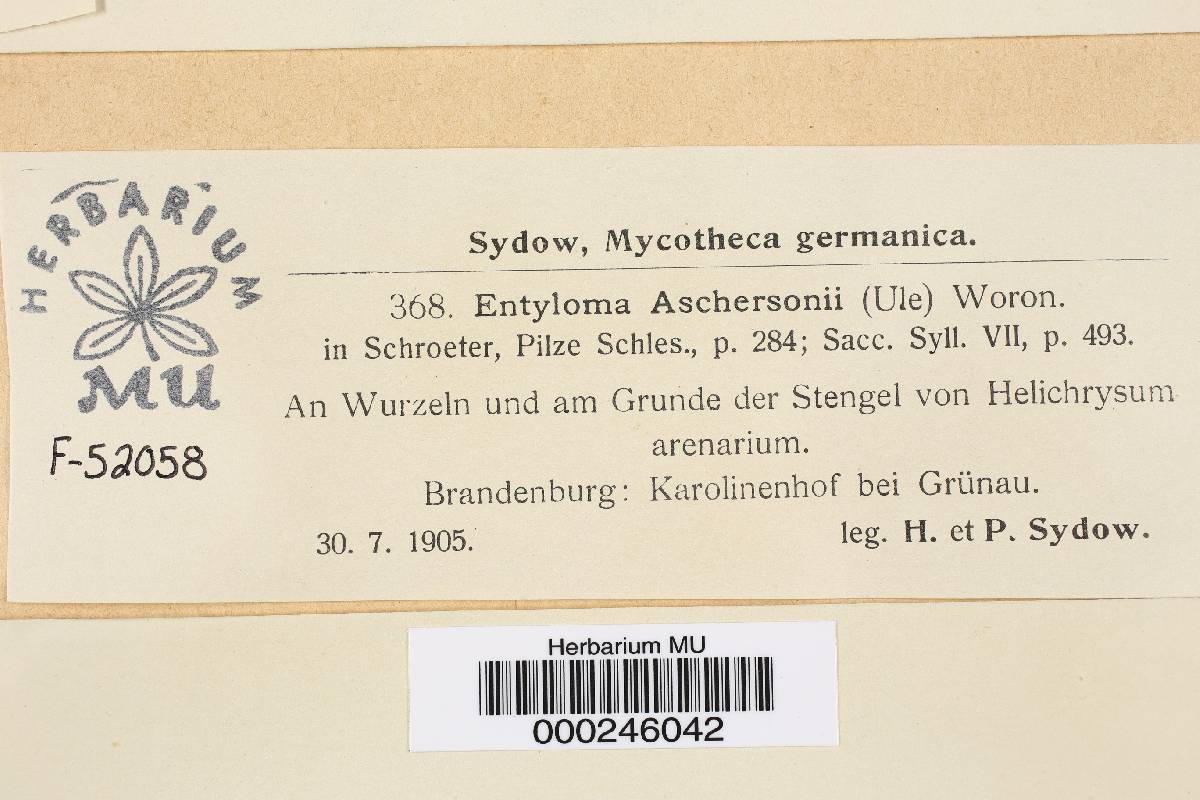 HERBARIUM
MU
F-52058
Sydow, Mycotheca germanica.
368. Entyloma Aschersonii (Ule) Woron.
in Schroeter, Pilze Schles., p. 284; Sacc. Syll. VII, p. 493.
An Wurzeln und am Grunde der Stengel von Helichrysum
arenarium.
Brandenburg: Karolinenhof bei Grünau.
30. 7. 1905. leg. H. et P. Sydow.
Herbarium MU
000246042